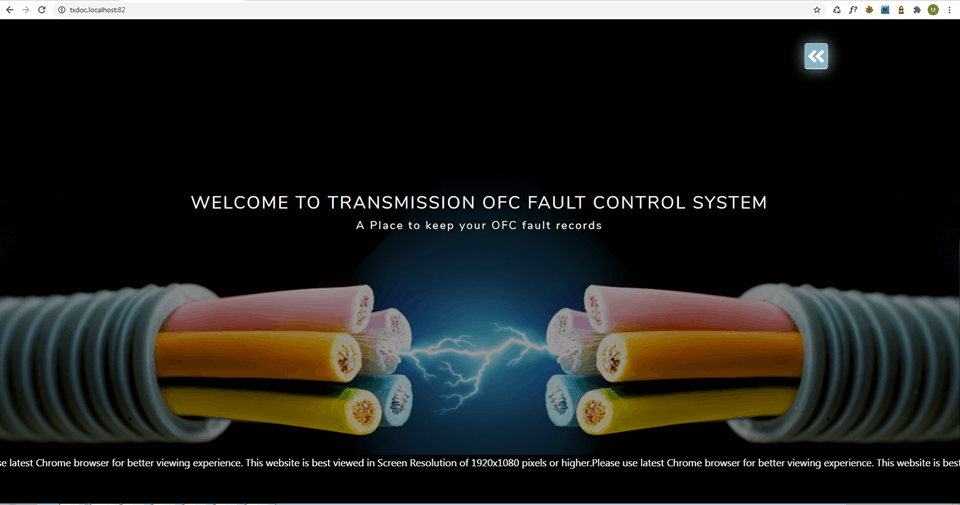 txdoc.localhost:82
WELCOME TO TRANSMISSION OFC FAULT CONTROL SYSTEM
A Place to keep your OFC fault records
se latest Chrome browser for better viewing experience. This website is best viewed in Screen Resolution of 1920x1080 pixels or higher.Please use latest Chrome browser for better viewing experience. This website is best